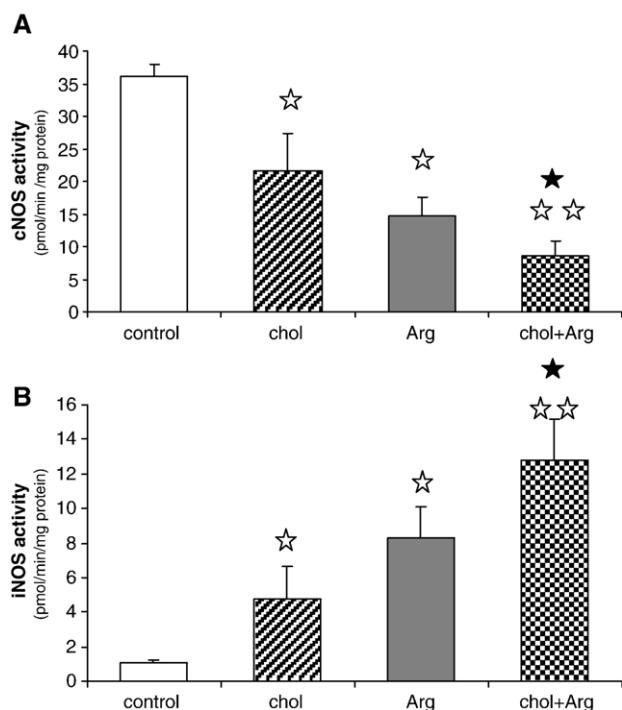 A
cNOS activity
(pmol/min /mg protein)
40
35
30
25
20
15
10
5
0
control chol Arg chol+Arg
B
iNOS activity
(pmol/min/mg protein)
16
14
12
10
8
6
4
2
0
control chol Arg chol+Arg